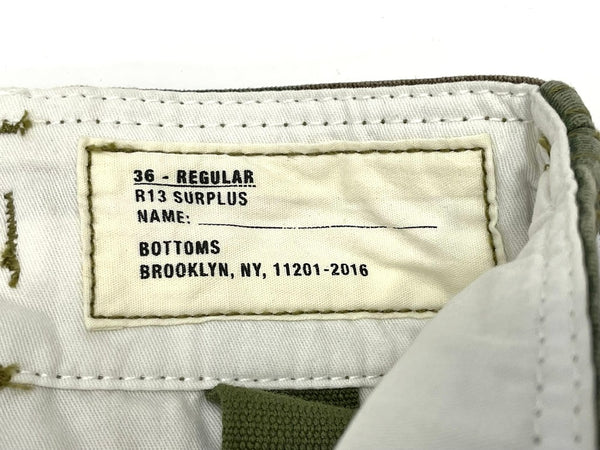 36 - REGULAR
R13 SURPLUS
NAME:
BOTTOMS
BROOKLYN, NY, 11201-2016